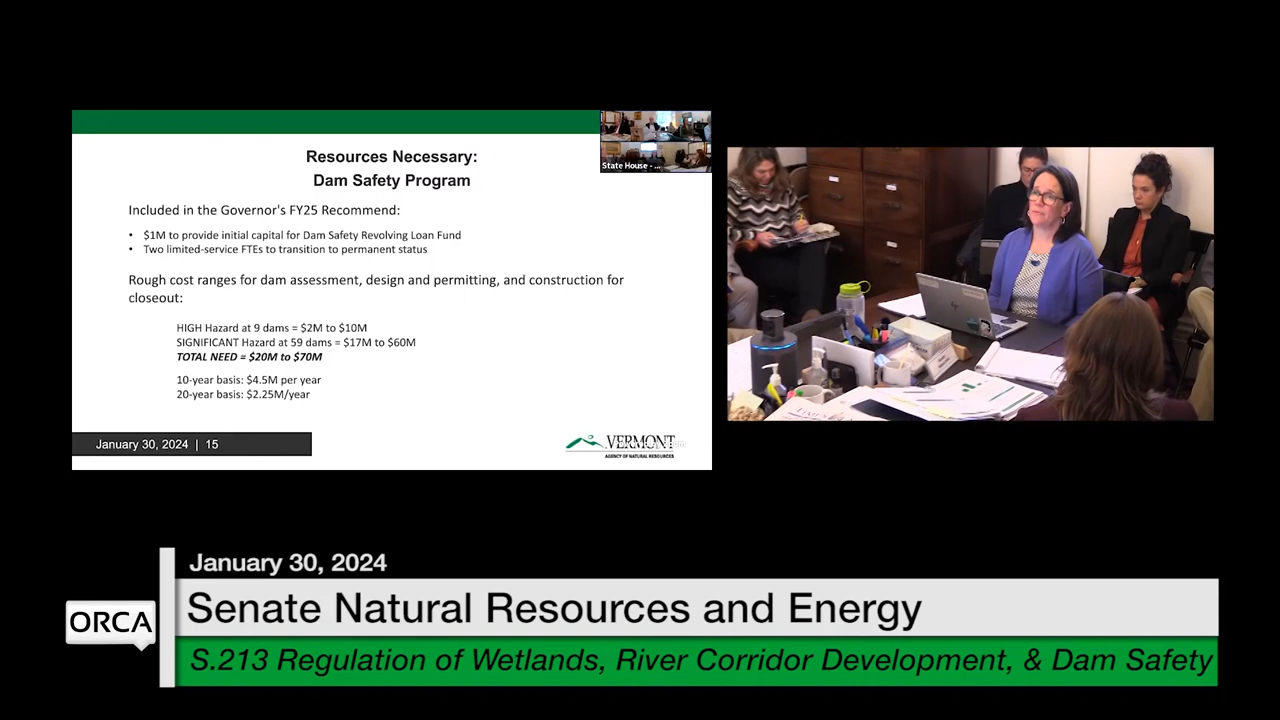 Resources Necessary:
Dam Safety Program
State House - ...
Included in the Governor's FY25 Recommend:
• $1M to provide initial capital for Dam Safety Revolving Loan Fund
• Two limited-service FTEs to transition to permanent status
Rough cost ranges for dam assessment, design and permitting, and construction for
closeout:
HIGH Hazard at 9 dams = $2M to $10M
SIGNIFICANT Hazard at 59 dams = $17M to $60M
TOTAL NEED = $20M to $70M
10-year basis: $4.5M per year
20-year basis: $2.25M/year
January 30, 2024 | 15
VERMONT
AGENCY OF NATURAL RESOURCES
January 30, 2024
ORCA
Senate Natural Resources and Energy
S.213 Regulation of Wetlands, River Corridor Development, & Dam Safety